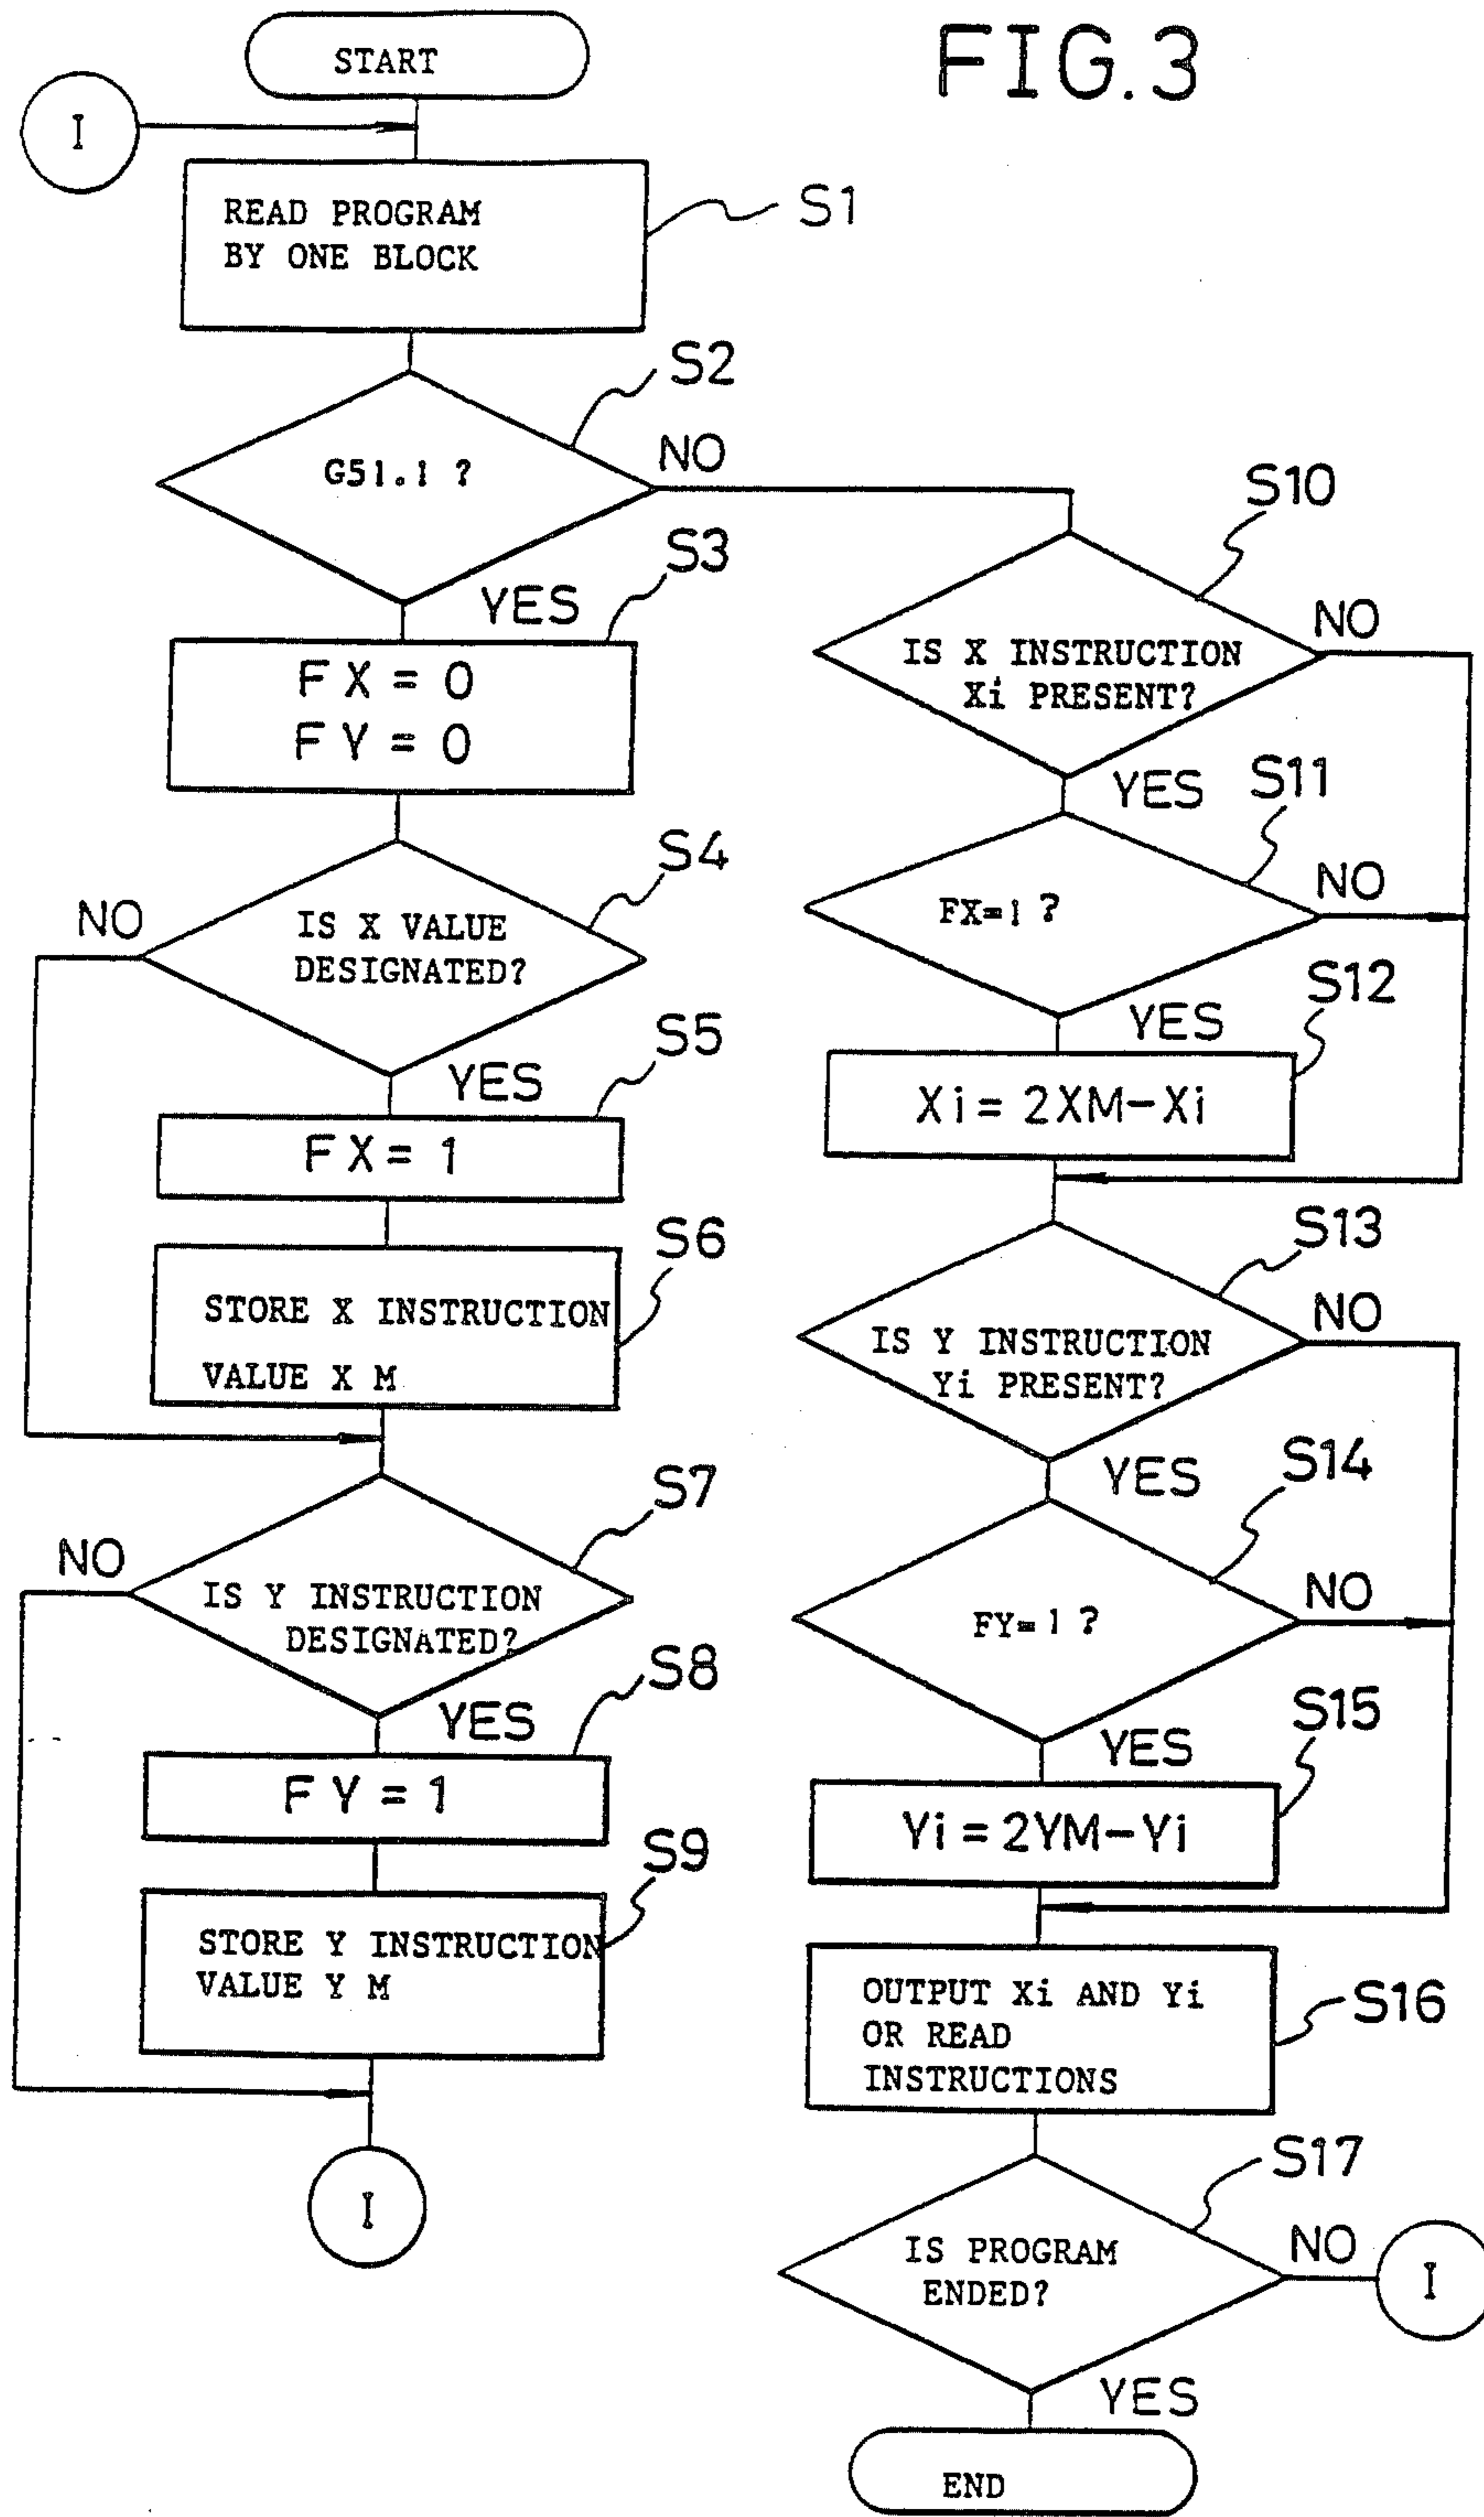 FIG.3
START
I
READ PROGRAM
BY ONE BLOCK
S1
G51.1 ?
S2
NO
YES
S3
FX = 0
FY = 0
IS X VALUE
DESIGNATED?
S4
NO
YES
S5
FX = 1
S6
STORE X INSTRUCTION
VALUE X M
S7
NO
IS Y INSTRUCTION
DESIGNATED?
YES
S8
FY = 1
S9
STORE Y INSTRUCTION
VALUE Y M
I
S10
IS X INSTRUCTION
Xi PRESENT?
NO
YES
S11
FX=1 ?
NO
YES
S12
Xi = 2XM-Xi
S13
IS Y INSTRUCTION
Yi PRESENT?
NO
YES
S14
FY=1 ?
NO
YES
S15
Yi = 2YM-Yi
OUTPUT Xi AND Yi
OR READ
INSTRUCTIONS
S16
S17
IS PROGRAM
ENDED?
NO
I
YES
END